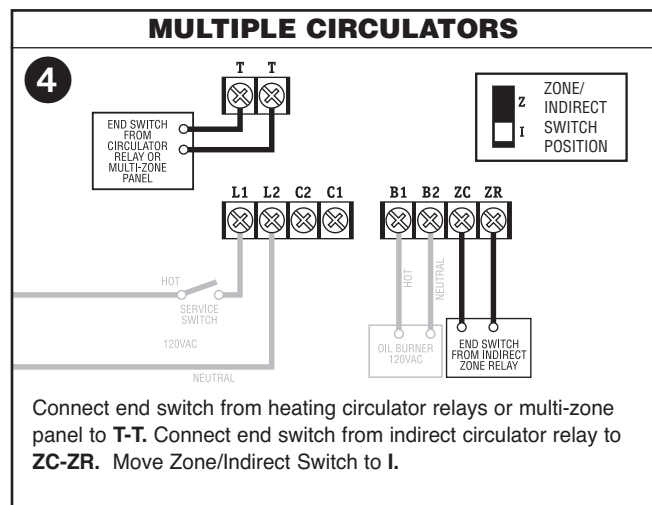 MULTIPLE CIRCULATORS
4
T T
END SWITCH
FROM
CIRCULATOR
RELAY OR
MULTI-ZONE
PANEL
Z
I
ZONE/
INDIRECT
SWITCH
POSITION
L1 L2 C2 C1
B1 B2 ZC ZR
HOT
SERVICE
SWITCH
120VAC
NEUTRAL
HOT
NEUTRAL
OIL BURNER
120VAC
END SWITCH
FROM INDIRECT
ZONE RELAY
Connect end switch from heating circulator relays or multi-zone
panel to T-T. Connect end switch from indirect circulator relay to
ZC-ZR. Move Zone/Indirect Switch to I.